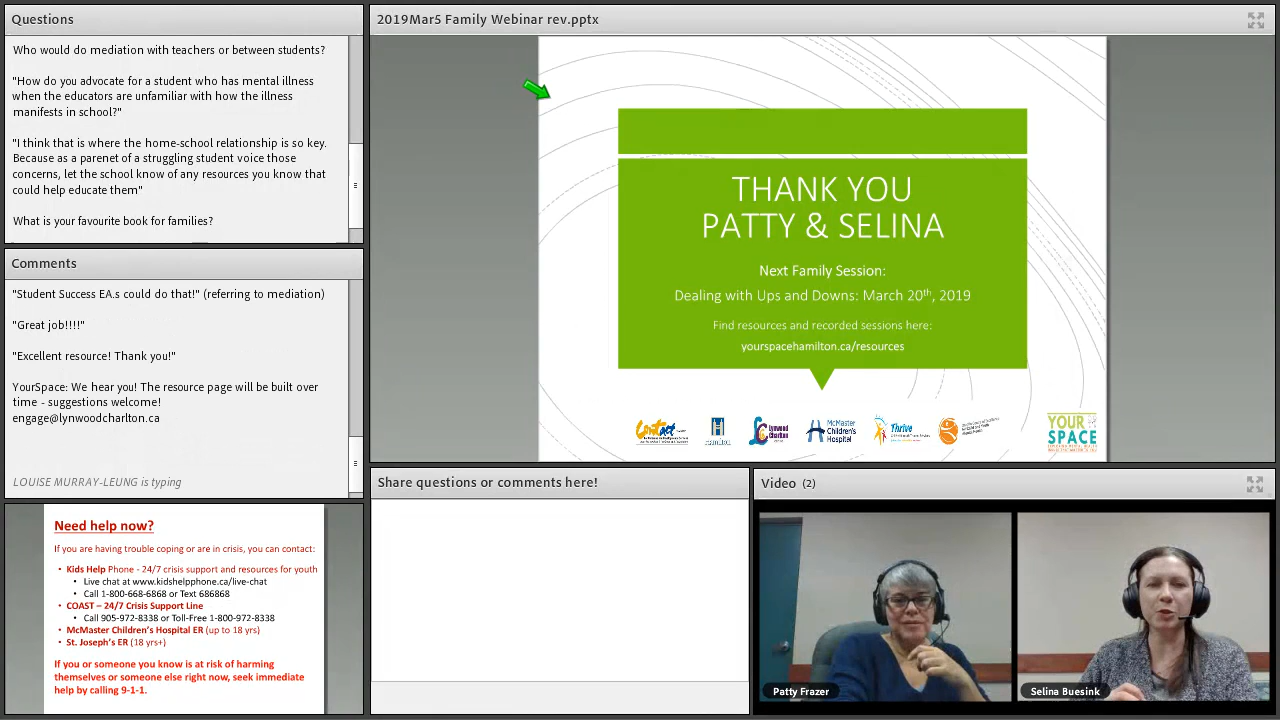 Questions
Who would do mediation with teachers or between students?
"How do you advocate for a student who has mental illness
when the educators are unfamiliar with how the illness
manifests in school?"
"I think that is where the home-school relationship is so key.
Because as a parenet of a struggling student voice those
concerns, let the school know of any resources you know that
could help educate them"
What is your favourite book for families?
Comments
"Student Success EA.s could do that!" (referring to mediation)
"Great job!!!!"
"Excellent resource! Thank you!"
YourSpace: We hear you! The resource page will be built over
time - suggestions welcome!
engage@lynwoodcharlton.ca
LOUISE MURRAY-LEUNG is typing
Need help now?
If you are having trouble coping or are in crisis, you can contact:
• Kids Help Phone - 24/7 crisis support and resources for youth
• Live chat at www.kidshelpphone.ca/live-chat
• Call 1-800-668-6868 or Text 686868
• COAST – 24/7 Crisis Support Line
• Call 905-972-8338 or Toll-Free 1-800-972-8338
• McMaster Children's Hospital ER (up to 18 yrs)
• St. Joseph's ER (18 yrs+)
If you or someone you know is at risk of harming
themselves or someone else right now, seek immediate
help by calling 9-1-1.
2019Mar5 Family Webinar rev.pptx
THANK YOU
PATTY & SELINA
Next Family Session:
Dealing with Ups and Downs: March 20th, 2019
Find resources and recorded sessions here:
yourspacehamilton.ca/resources
Contact
Hamilton
Lynwood
Charlton
McMaster
Children's
Hospital
Thrive
YOUR
SPACE
Share questions or comments here!
Video (2)
Patty Frazer
Selina Buesink